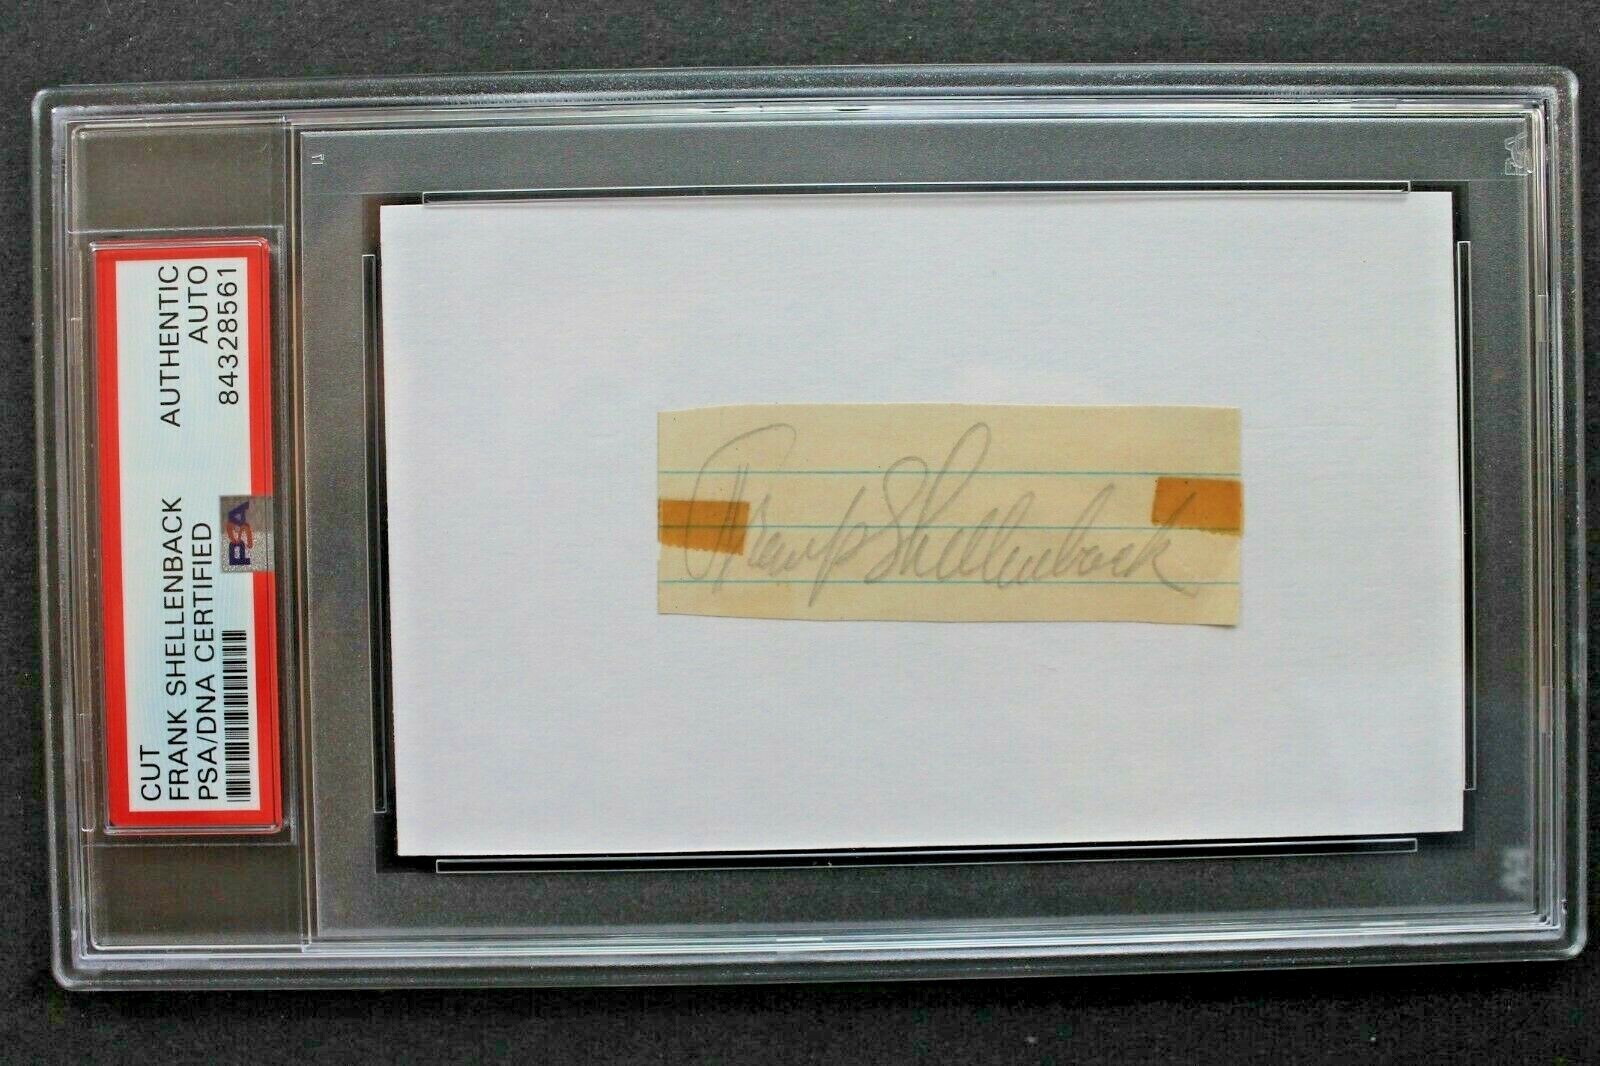 CUT
FRANK SHELLENBACK AUTHENTIC
PSA/DNA CERTIFIED AUTO
84328561
PSA
Frank Shellenback